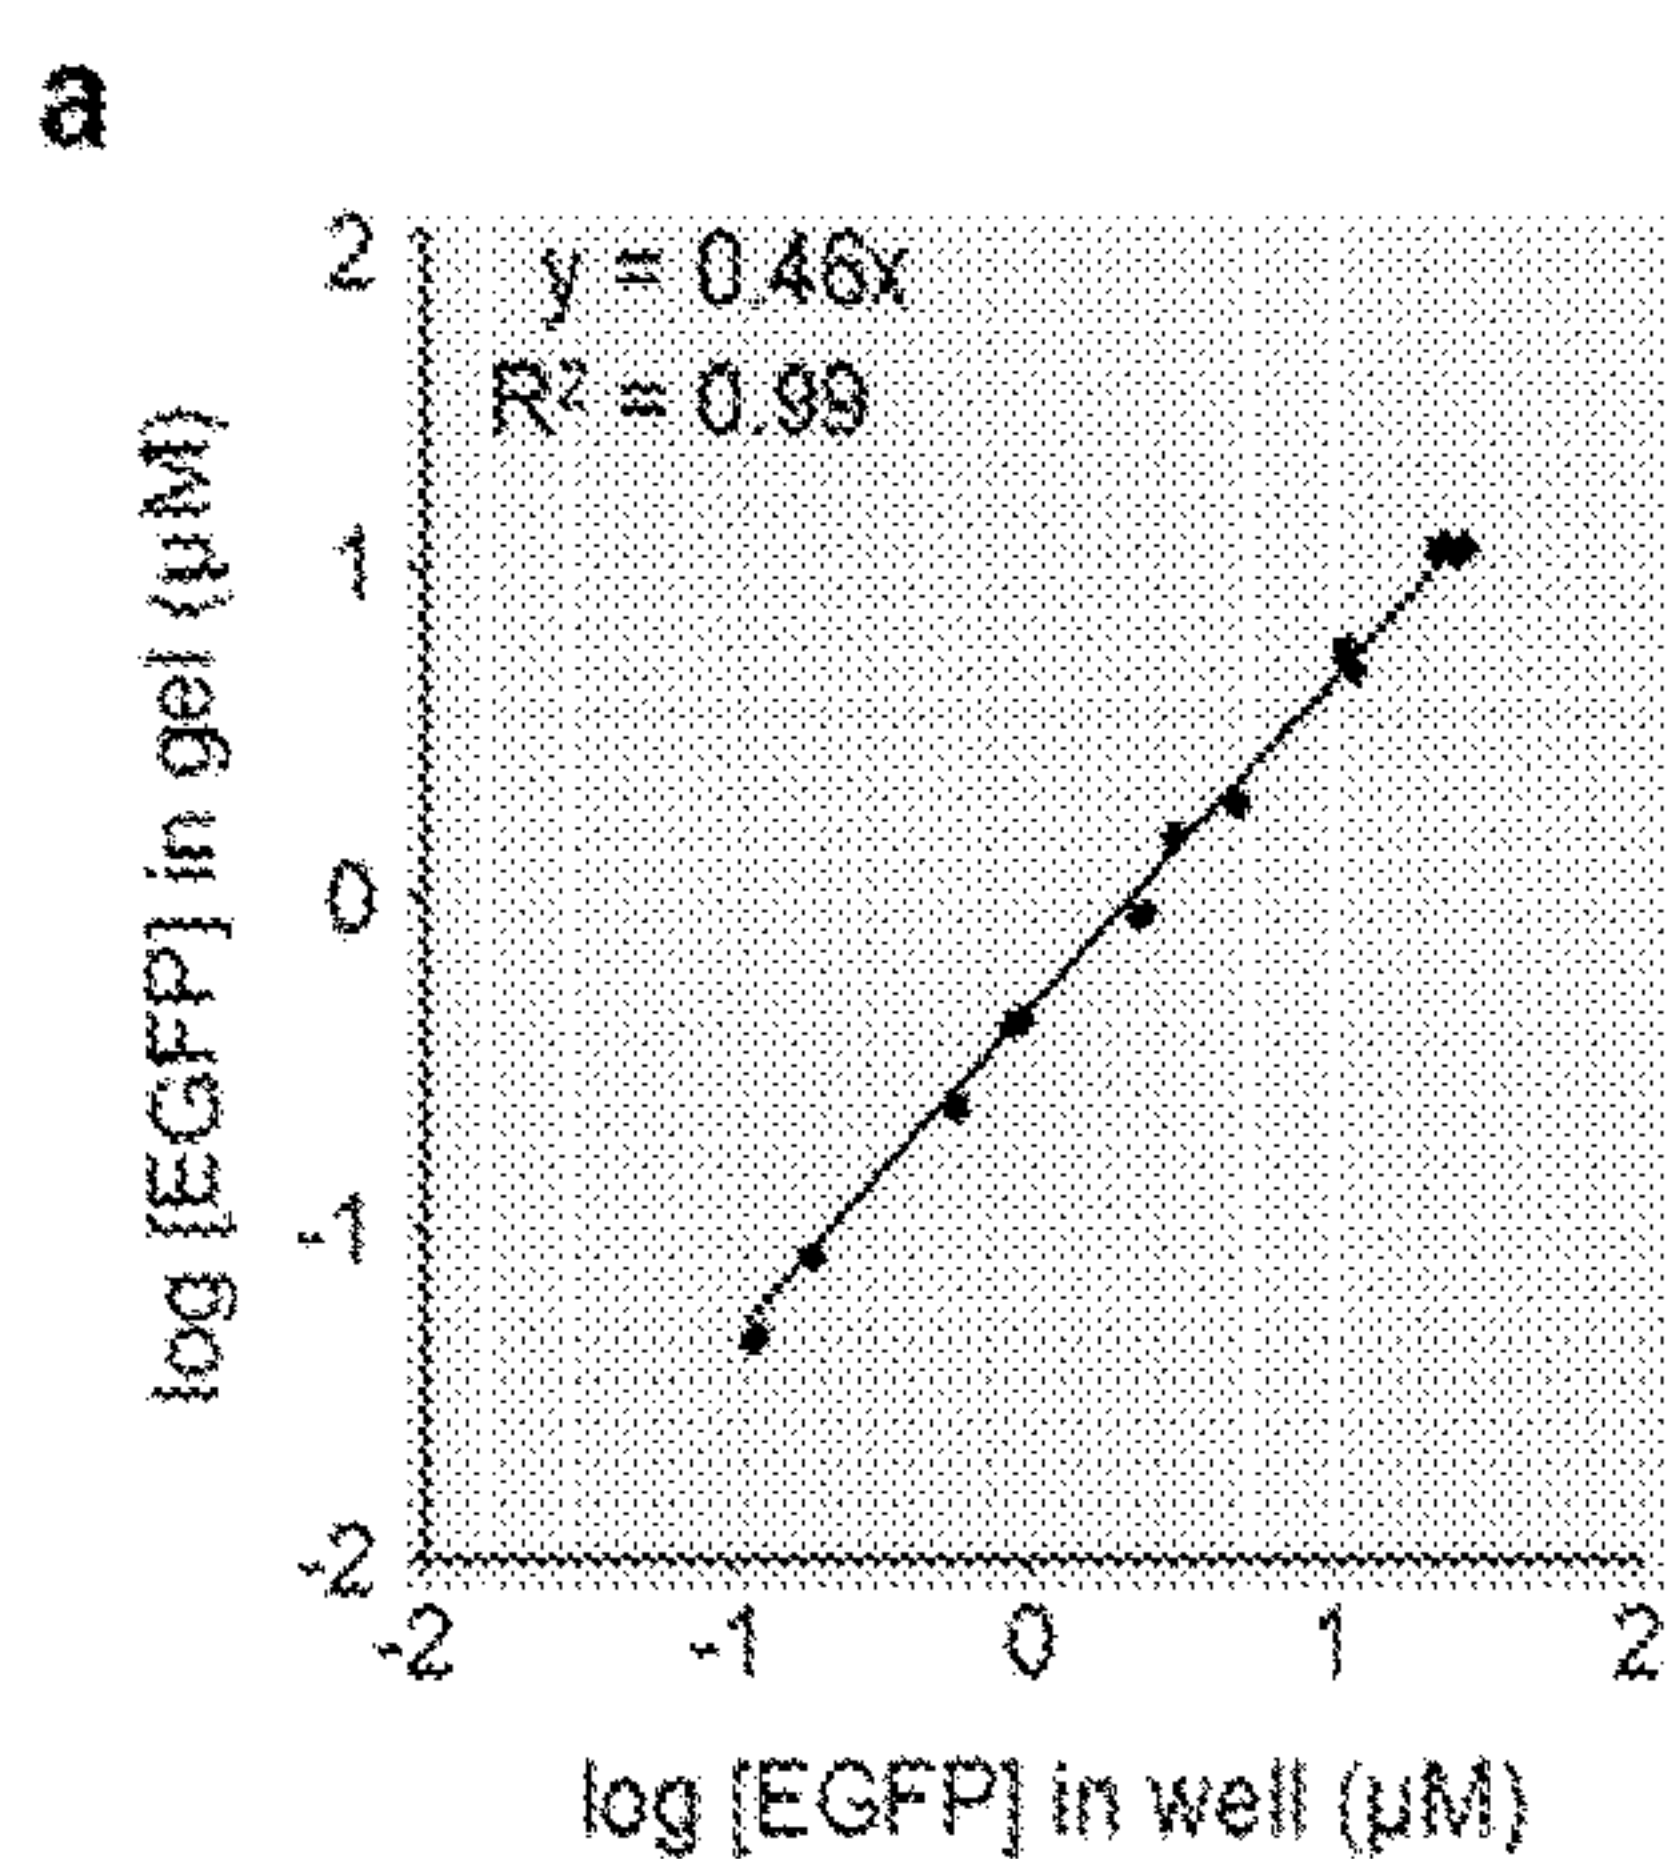 a
2
y = 0.46x
R² = 0.99
1
0
-1
-2
log [EGFP] in gel (µM)
-2 -1 0 1 2
log [EGFP] in well (µM)